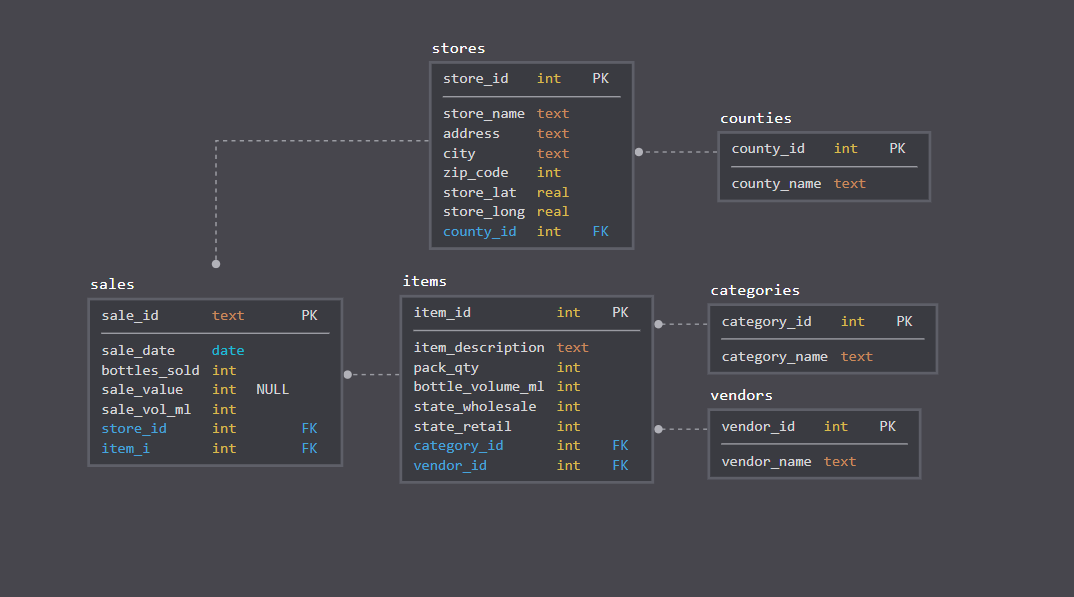 stores
store_id int PK
store_name text
address text
city text
zip_code int
store_lat real
store_long real
county_id int FK
counties
county_id int PK
county_name text
sales
sale_id text PK
sale_date date
bottles_sold int
sale_value int NULL
sale_vol_ml int
store_id int FK
item_i int FK
items
item_id int PK
item_description text
pack_qty int
bottle_volume_ml int
state_wholesale int
state_retail int
category_id int FK
vendor_id int FK
categories
category_id int PK
category_name text
vendors
vendor_id int PK
vendor_name text